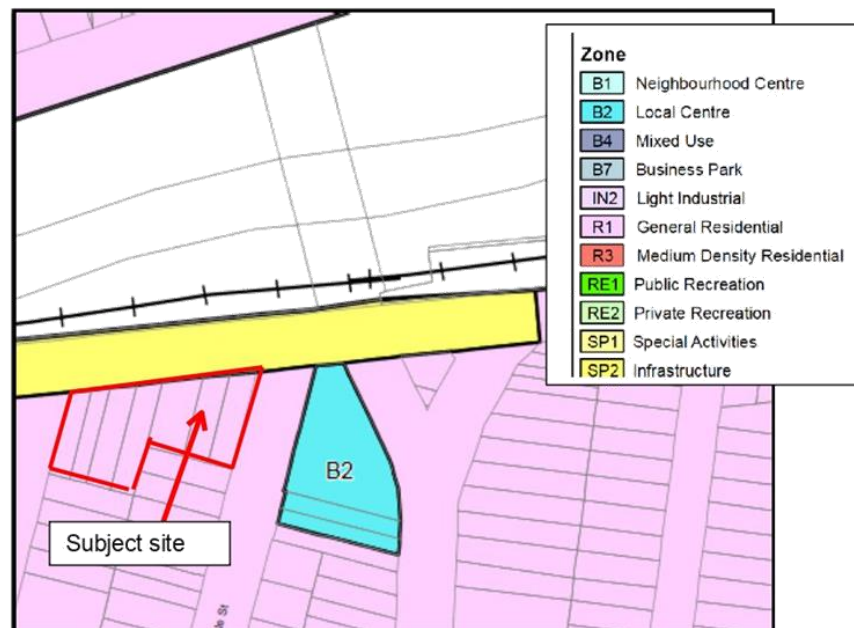 Zone
B1 Neighbourhood Centre
B2 Local Centre
B4 Mixed Use
B7 Business Park
IN2 Light Industrial
R1 General Residential
R3 Medium Density Residential
RE1 Public Recreation
RE2 Private Recreation
SP1 Special Activities
SP2 Infrastructure
B2
Subject site
St